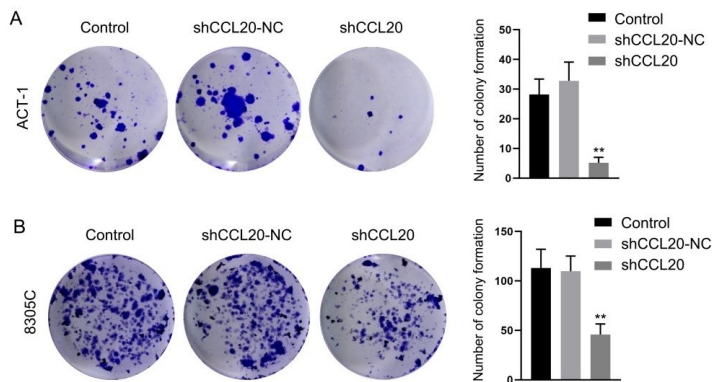 A
Control shCCL20-NC shCCL20
ACT-1
Number of colony formation
50
40
30
20
10
0
**
Control
shCCL20-NC
shCCL20
B
Control shCCL20-NC shCCL20
8305C
Number of colony formation
150
100
50
0
**
Control
shCCL20-NC
shCCL20